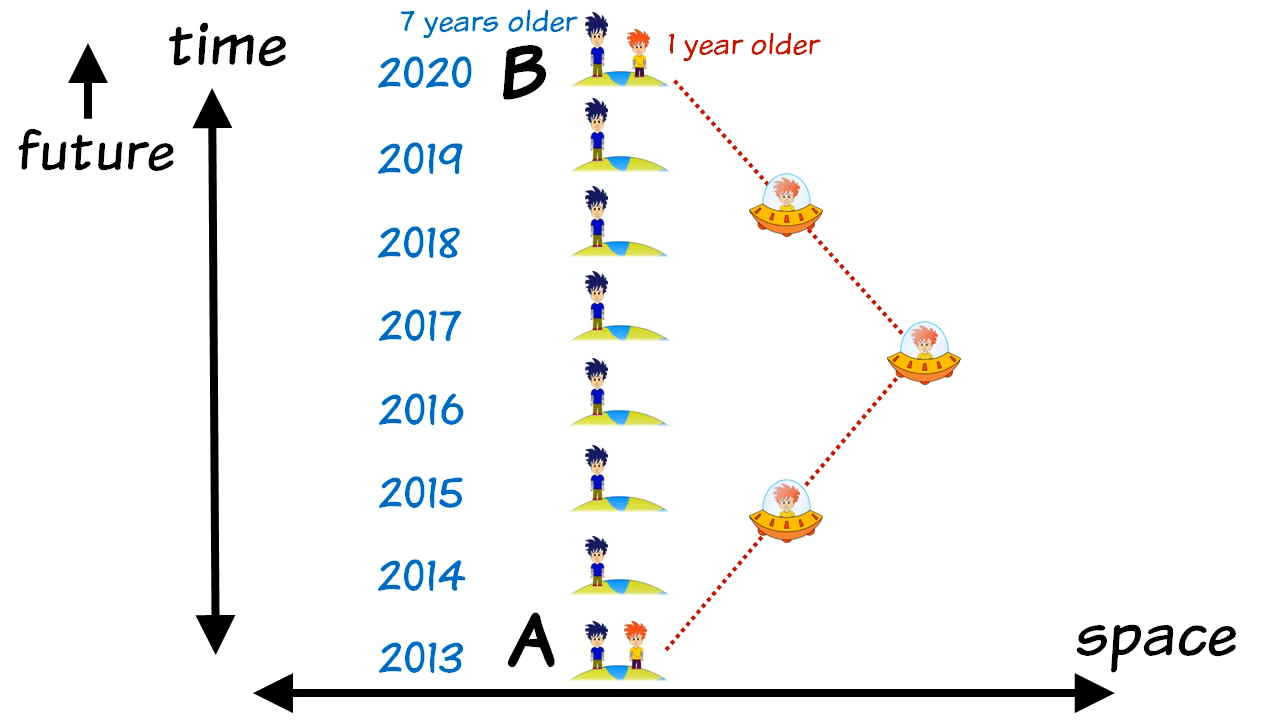 7 years older
time
1 year older
2020
B
future
2019
2018
2017
2016
2015
2014
A
2013
space